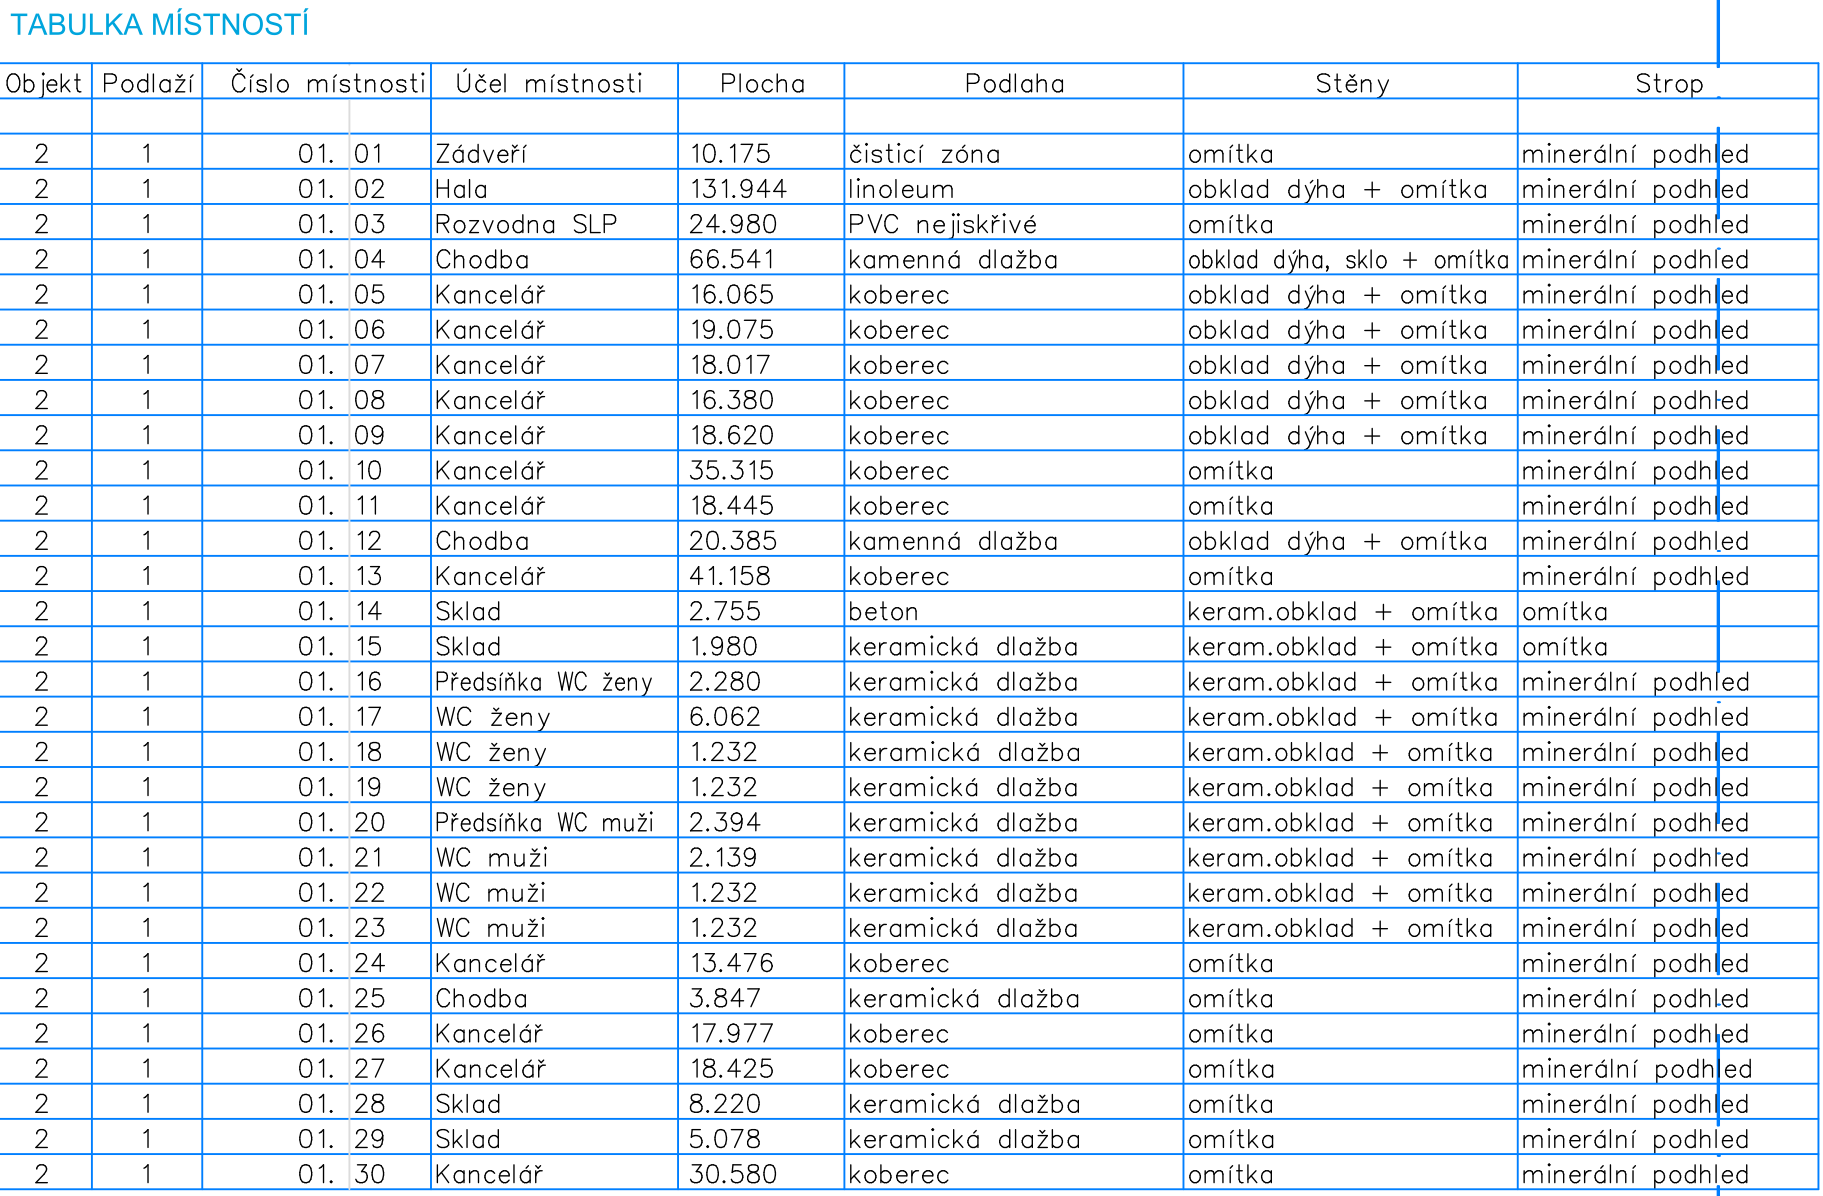 TABULKA MÍSTNOSTÍ
Objekt Podlaží Číslo místnosti Účel místnosti Plocha Podlaha Stěny Strop
2 1 01. 01 Zádveří 10.175 čisticí zóna omítka minerální podhled
2 1 01. 02 Hala 131.944 linoleum obklad dýha + omítka minerální podhled
2 1 01. 03 Rozvodna SLP 24.980 PVC nejiskřivé omítka minerální podhled
2 1 01. 04 Chodba 66.541 kamenná dlažba obklad dýha, sklo + omítka minerální podhled
2 1 01. 05 Kancelář 16.065 koberec obklad dýha + omítka minerální podhled
2 1 01. 06 Kancelář 19.075 koberec obklad dýha + omítka minerální podhled
2 1 01. 07 Kancelář 18.017 koberec obklad dýha + omítka minerální podhled
2 1 01. 08 Kancelář 16.380 koberec obklad dýha + omítka minerální podhled
2 1 01. 09 Kancelář 18.620 koberec obklad dýha + omítka minerální podhled
2 1 01. 10 Kancelář 35.315 koberec omítka minerální podhled
2 1 01. 11 Kancelář 18.445 koberec omítka minerální podhled
2 1 01. 12 Chodba 20.385 kamenná dlažba obklad dýha + omítka minerální podhled
2 1 01. 13 Kancelář 41.158 koberec omítka minerální podhled
2 1 01. 14 Sklad 2.755 beton keram.obklad + omítka omítka
2 1 01. 15 Sklad 1.980 keramická dlažba keram.obklad + omítka omítka
2 1 01. 16 Předsíňka WC ženy 2.280 keramická dlažba keram.obklad + omítka minerální podhled
2 1 01. 17 WC ženy 6.062 keramická dlažba keram.obklad + omítka minerální podhled
2 1 01. 18 WC ženy 1.232 keramická dlažba keram.obklad + omítka minerální podhled
2 1 01. 19 WC ženy 1.232 keramická dlažba keram.obklad + omítka minerální podhled
2 1 01. 20 Předsíňka WC muži 2.394 keramická dlažba keram.obklad + omítka minerální podhled
2 1 01. 21 WC muži 2.139 keramická dlažba keram.obklad + omítka minerální podhled
2 1 01. 22 WC muži 1.232 keramická dlažba keram.obklad + omítka minerální podhled
2 1 01. 23 WC muži 1.232 keramická dlažba keram.obklad + omítka minerální podhled
2 1 01. 24 Kancelář 13.476 koberec omítka minerální podhled
2 1 01. 25 Chodba 3.847 keramická dlažba omítka minerální podhled
2 1 01. 26 Kancelář 17.977 koberec omítka minerální podhled
2 1 01. 27 Kancelář 18.425 koberec omítka minerální podhled
2 1 01. 28 Sklad 8.220 keramická dlažba omítka minerální podhled
2 1 01. 29 Sklad 5.078 keramická dlažba omítka minerální podhled
2 1 01. 30 Kancelář 30.580 koberec omítka minerální podhled